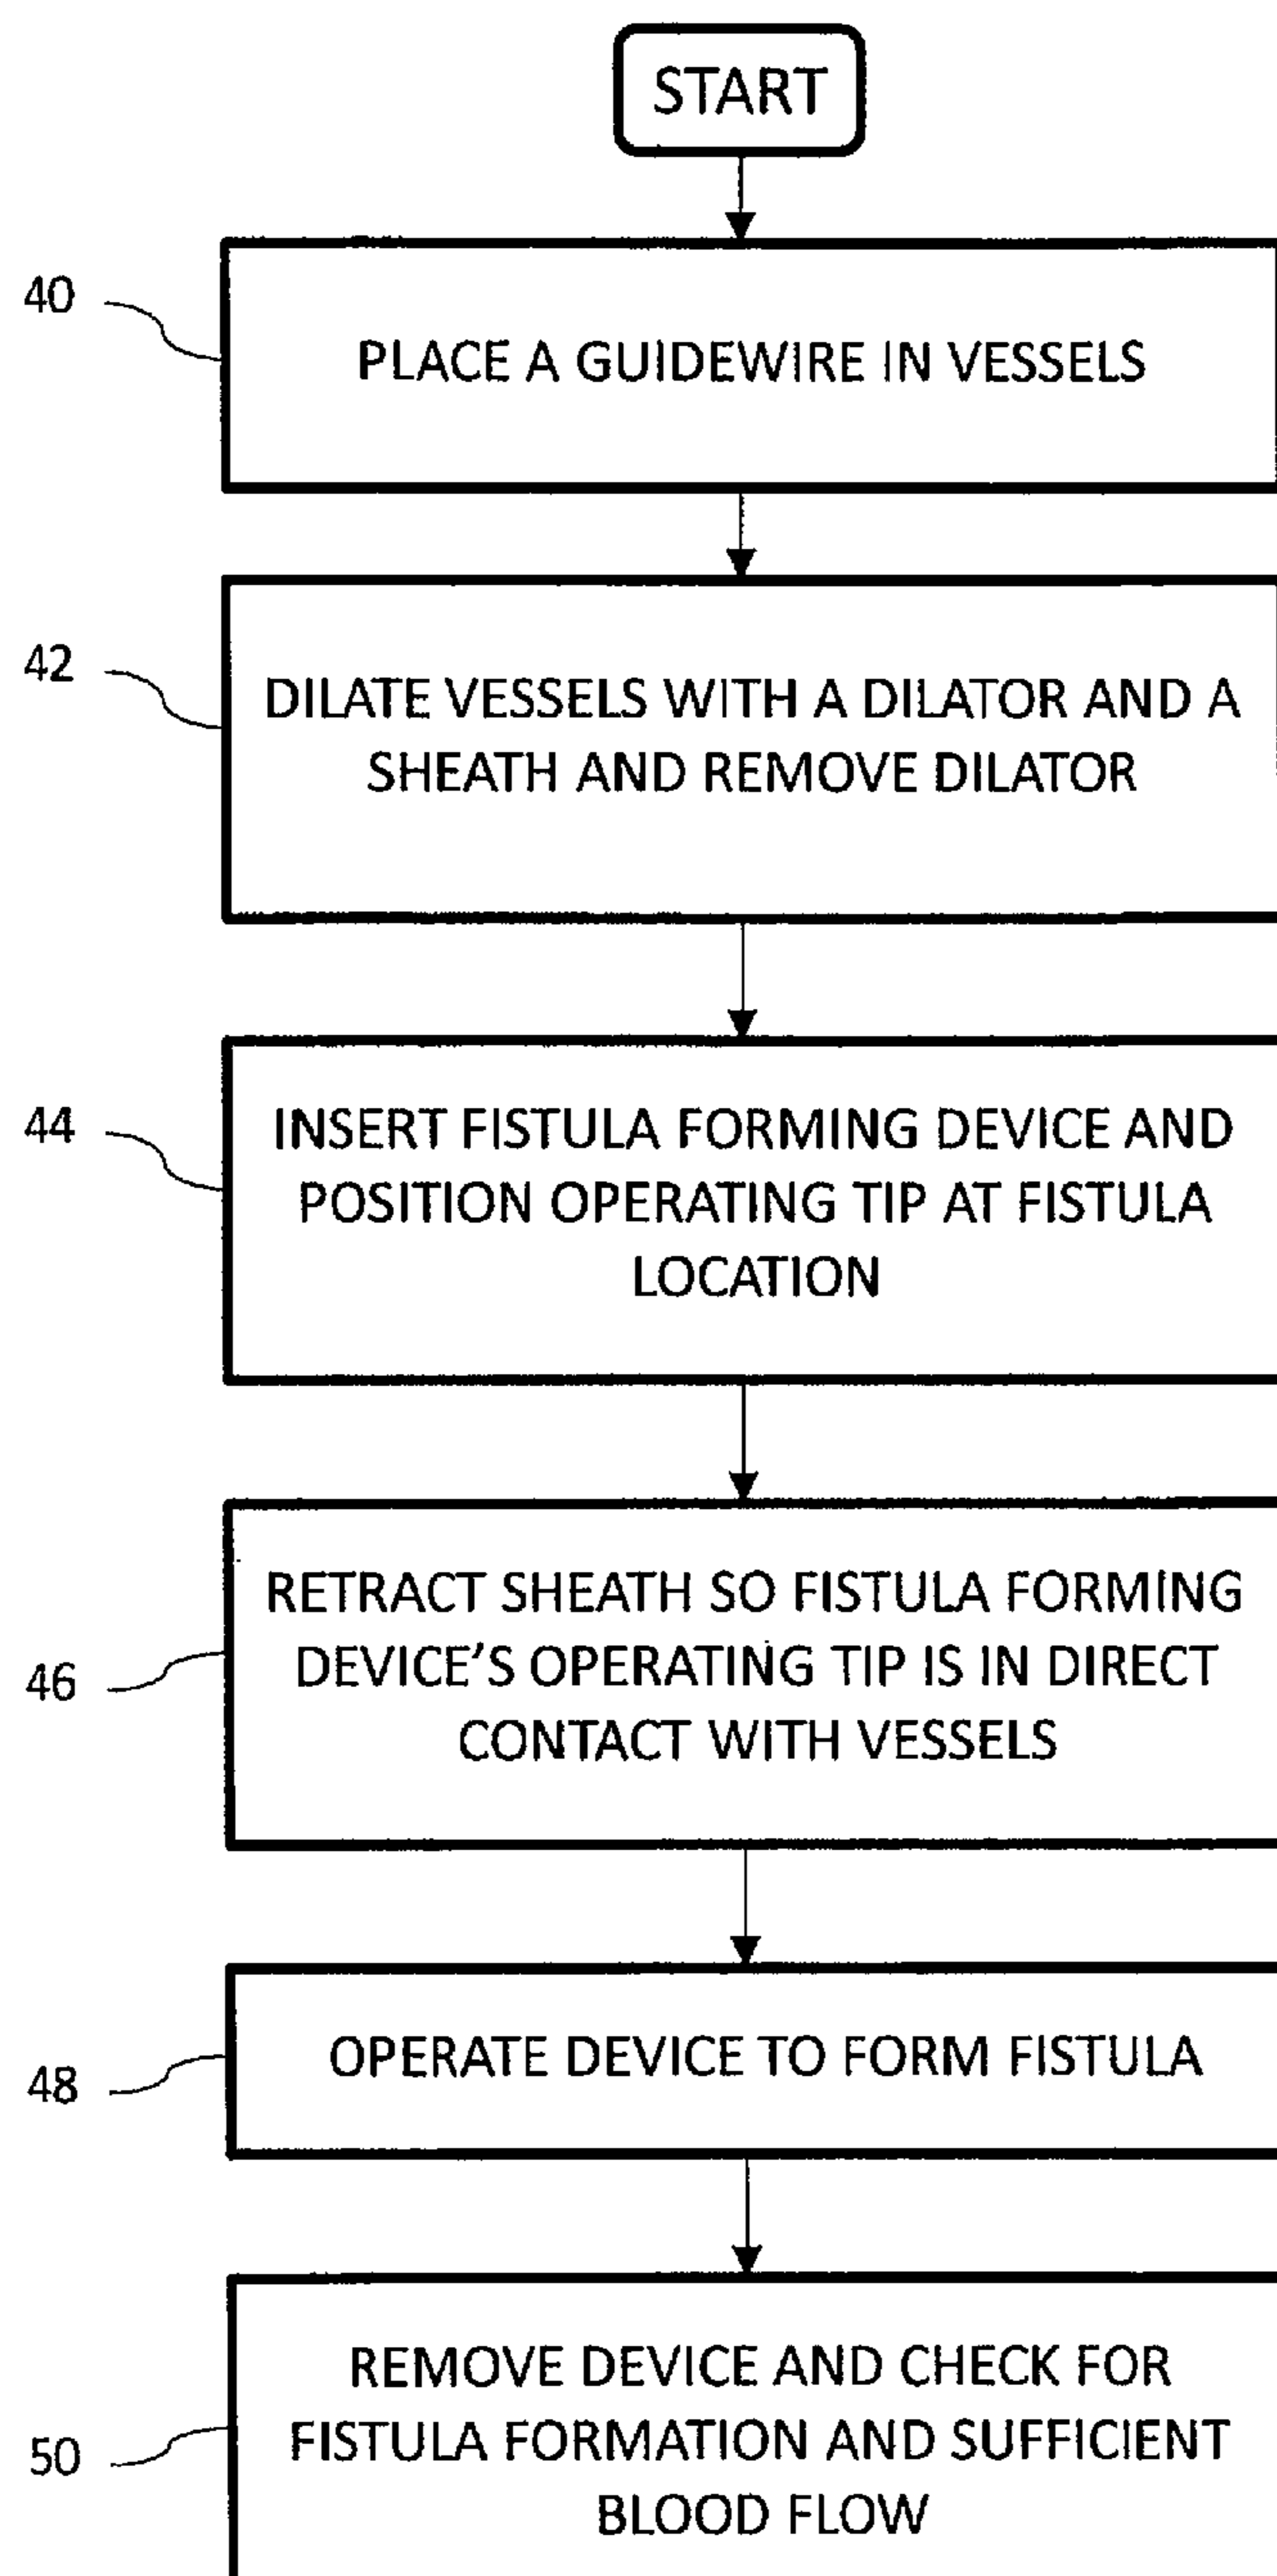 START
40
PLACE A GUIDEWIRE IN VESSELS
42
DILATE VESSELS WITH A DILATOR AND A
SHEATH AND REMOVE DILATOR
44
INSERT FISTULA FORMING DEVICE AND
POSITION OPERATING TIP AT FISTULA
LOCATION
46
RETRACT SHEATH SO FISTULA FORMING
DEVICE'S OPERATING TIP IS IN DIRECT
CONTACT WITH VESSELS
48
OPERATE DEVICE TO FORM FISTULA
50
REMOVE DEVICE AND CHECK FOR
FISTULA FORMATION AND SUFFICIENT
BLOOD FLOW